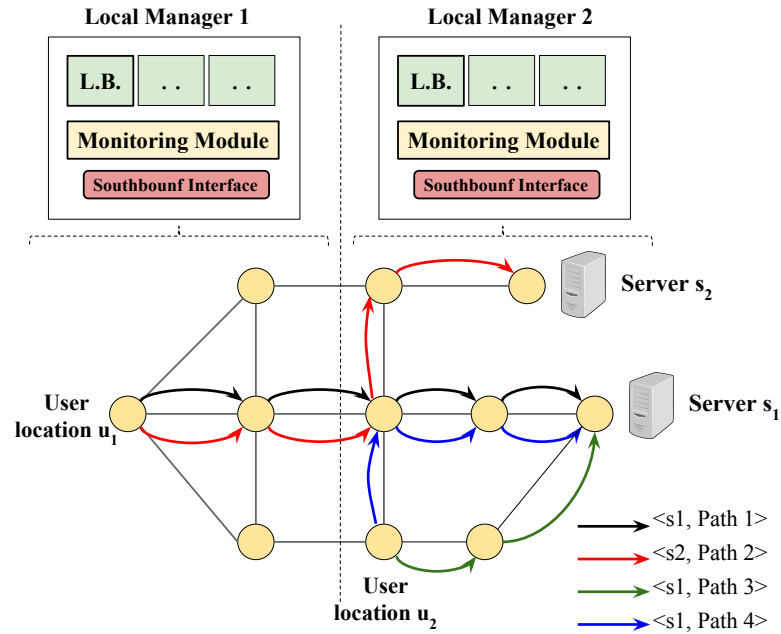 Local Manager 1
Local Manager 2
L.B.
. .
. .
L.B.
. .
. .
Monitoring Module
Monitoring Module
Southbounf Interface
Southbounf Interface
Server s2
User
location u1
Server s1
User
location u2
<s1, Path 1>
<s2, Path 2>
<s1, Path 3>
<s1, Path 4>